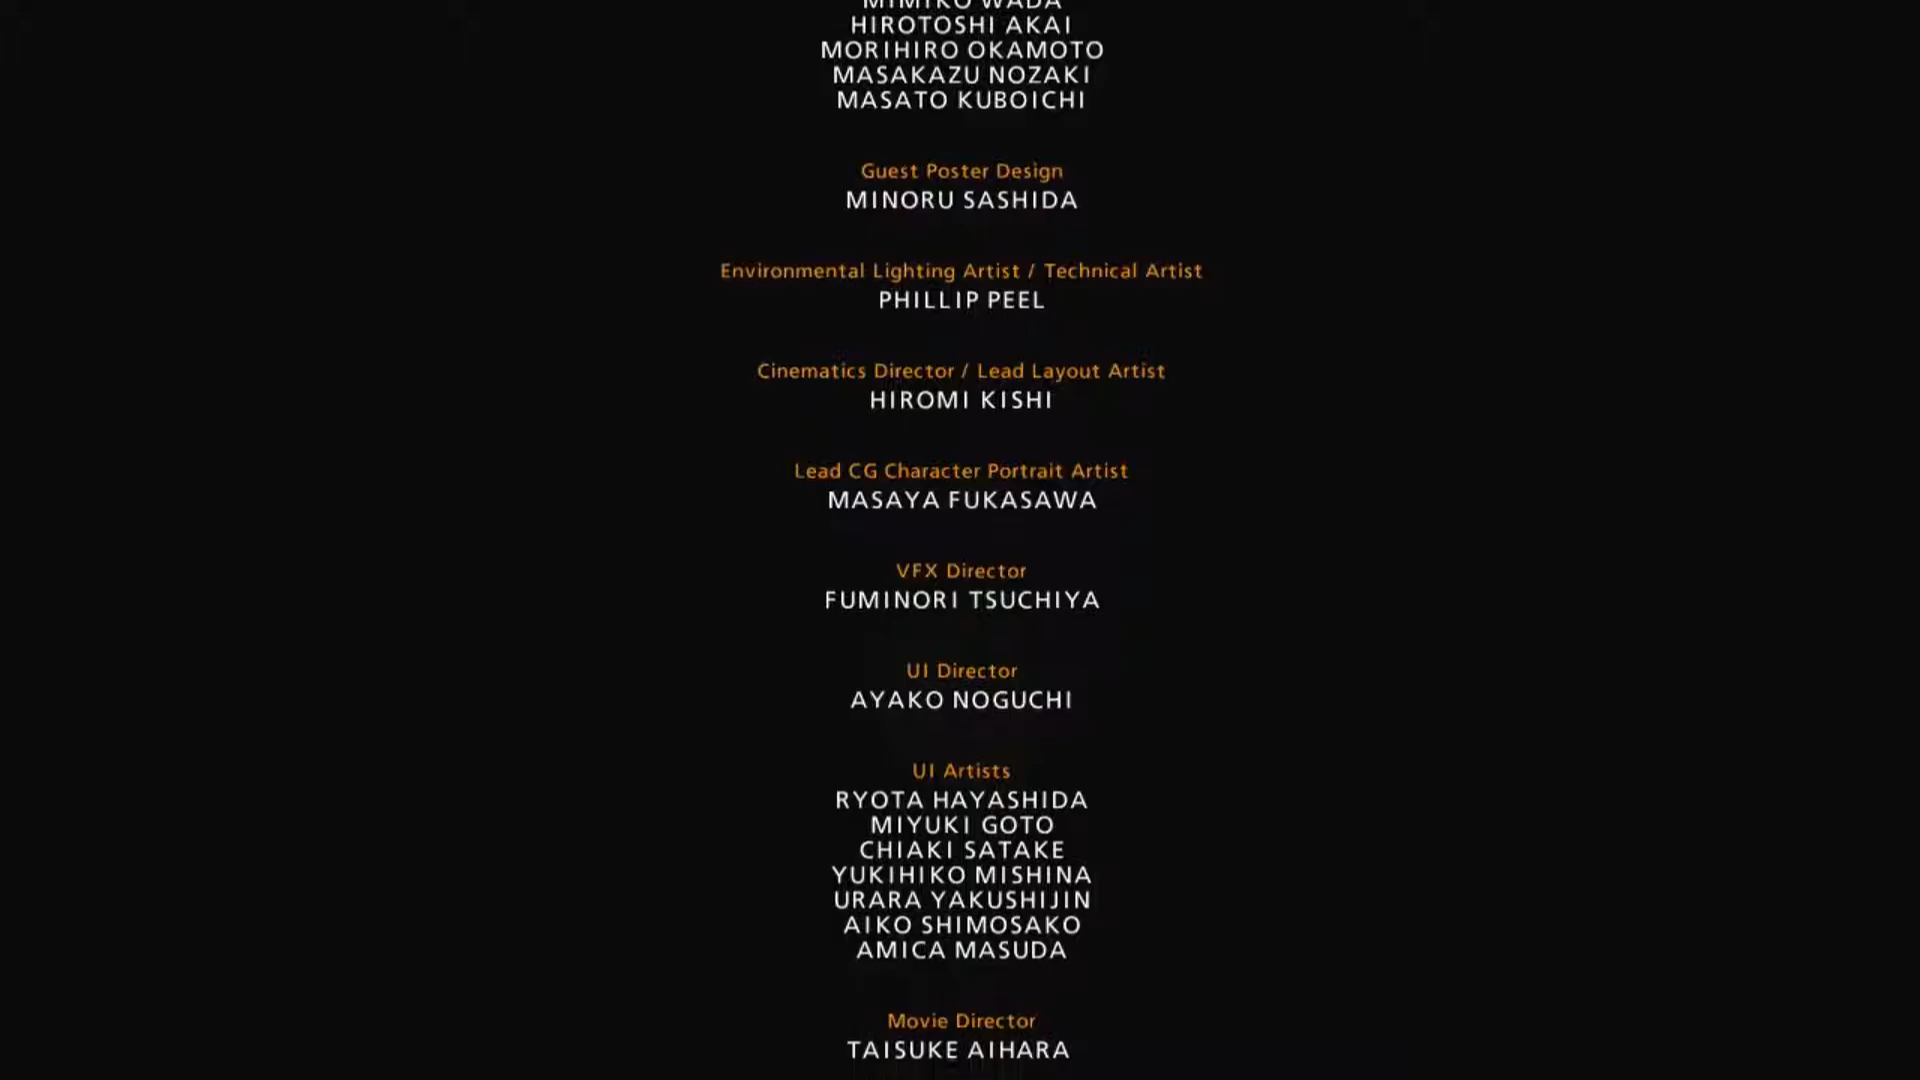 MIMIKO WADA
HIROTOSHI AKAI
MORIHIRO OKAMOTO
MASAKAZU NOZAKI
MASATO KUBOICHI
Guest Poster Design
MINORU SASHIDA
Environmental Lighting Artist / Technical Artist
PHILLIP PEEL
Cinematics Director / Lead Layout Artist
HIROMI KISHI
Lead CG Character Portrait Artist
MASAYA FUKASAWA
VFX Director
FUMINORI TSUCHIYA
UI Director
AYAKO NOGUCHI
UI Artists
RYOTA HAYASHIDA
MIYUKI GOTO
CHIAKI SATAKE
YUKIHIKO MISHINA
URARA YAKUSHIJIN
AIKO SHIMOSAKO
AMICA MASUDA
Movie Director
TAISUKE AIHARA